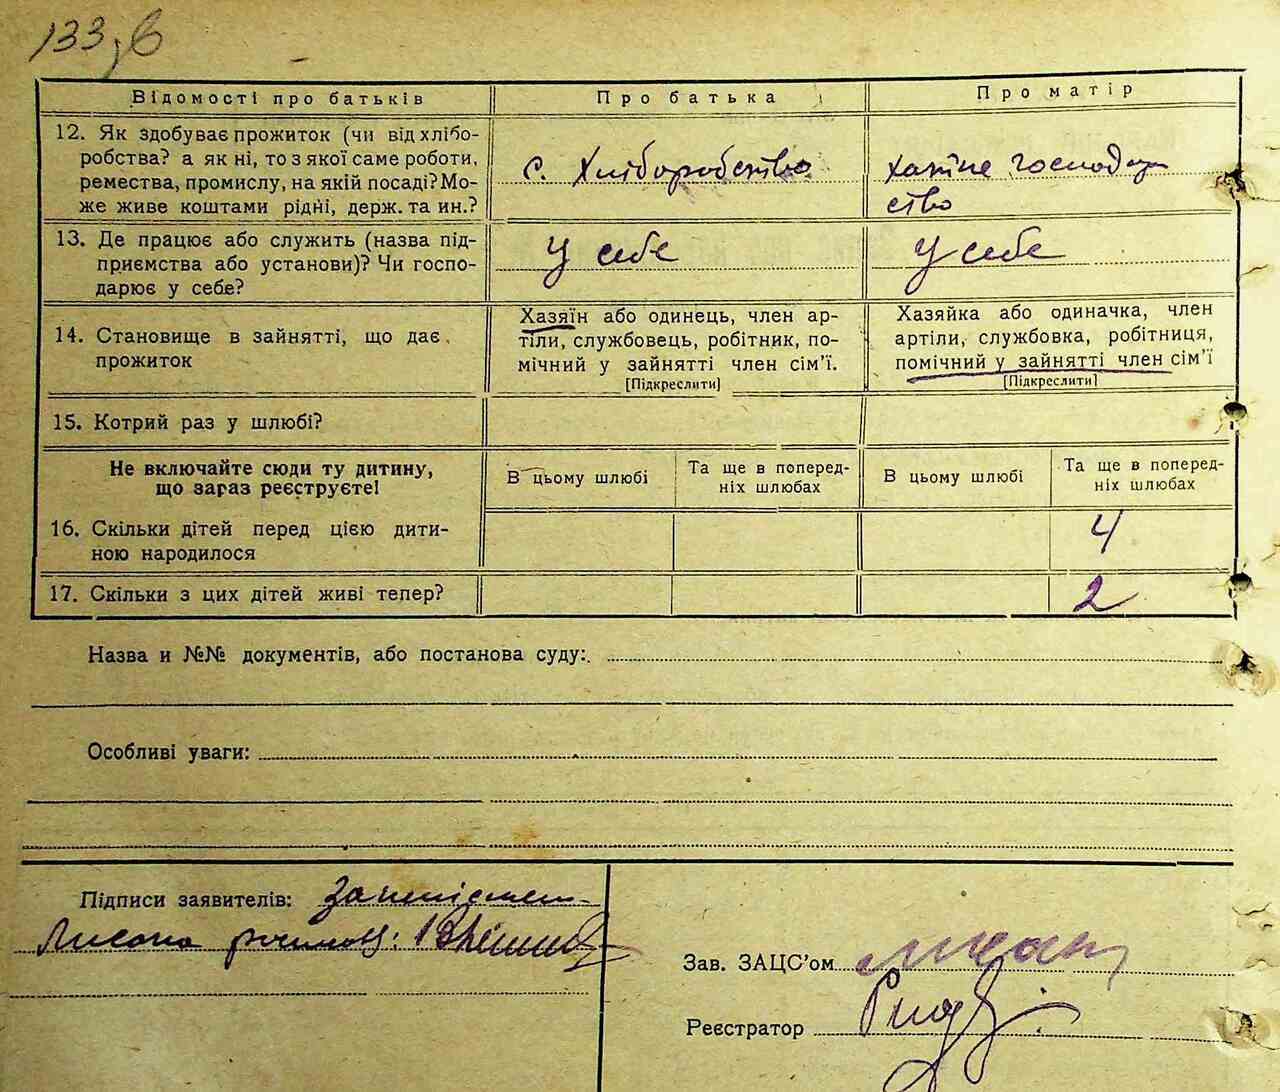 133 зв
Відомості про батьків
Про батька
Про матір
12. Як здобуває прожиток (чи від хлібо-
робства? а як ні, то з якої саме роботи,
ремества, промислу, на якій посаді? Мо-
же живе коштами рідні, держ. та ин.?
с. Хліборобство
хатне господар
ство
13. Де працює або служить (назва під-
приємства або установи)? Чи госпо-
дарює у себе?
у себе
у себе
14. Становище в зайнятті, що дає
прожиток
Хазяїн або одинець, член ар-
тіли, службовець, робітник, по-
мічний у зайнятті член сім'ї.
[Підкреслити]
Хазяйка або одиначка, член
артіли, службовка, робітниця,
помічний у зайнятті член сім'ї
[Підкреслити]
15. Котрий раз у шлюбі?
Не включайте сюди ту дитину,
що зараз реєструєте!
В цьому шлюбі
Та ще в поперед-
ніх шлюбах
В цьому шлюбі
Та ще в поперед-
ніх шлюбах
16. Скільки дітей перед цією дити-
ною народилося
4
17. Скільки з цих дітей живі тепер?
2
Назва и №№ документів, або постанова суду:
Особливі уваги:
Підписи заявителів:
Зав. ЗАЦС'ом
Реєстратор